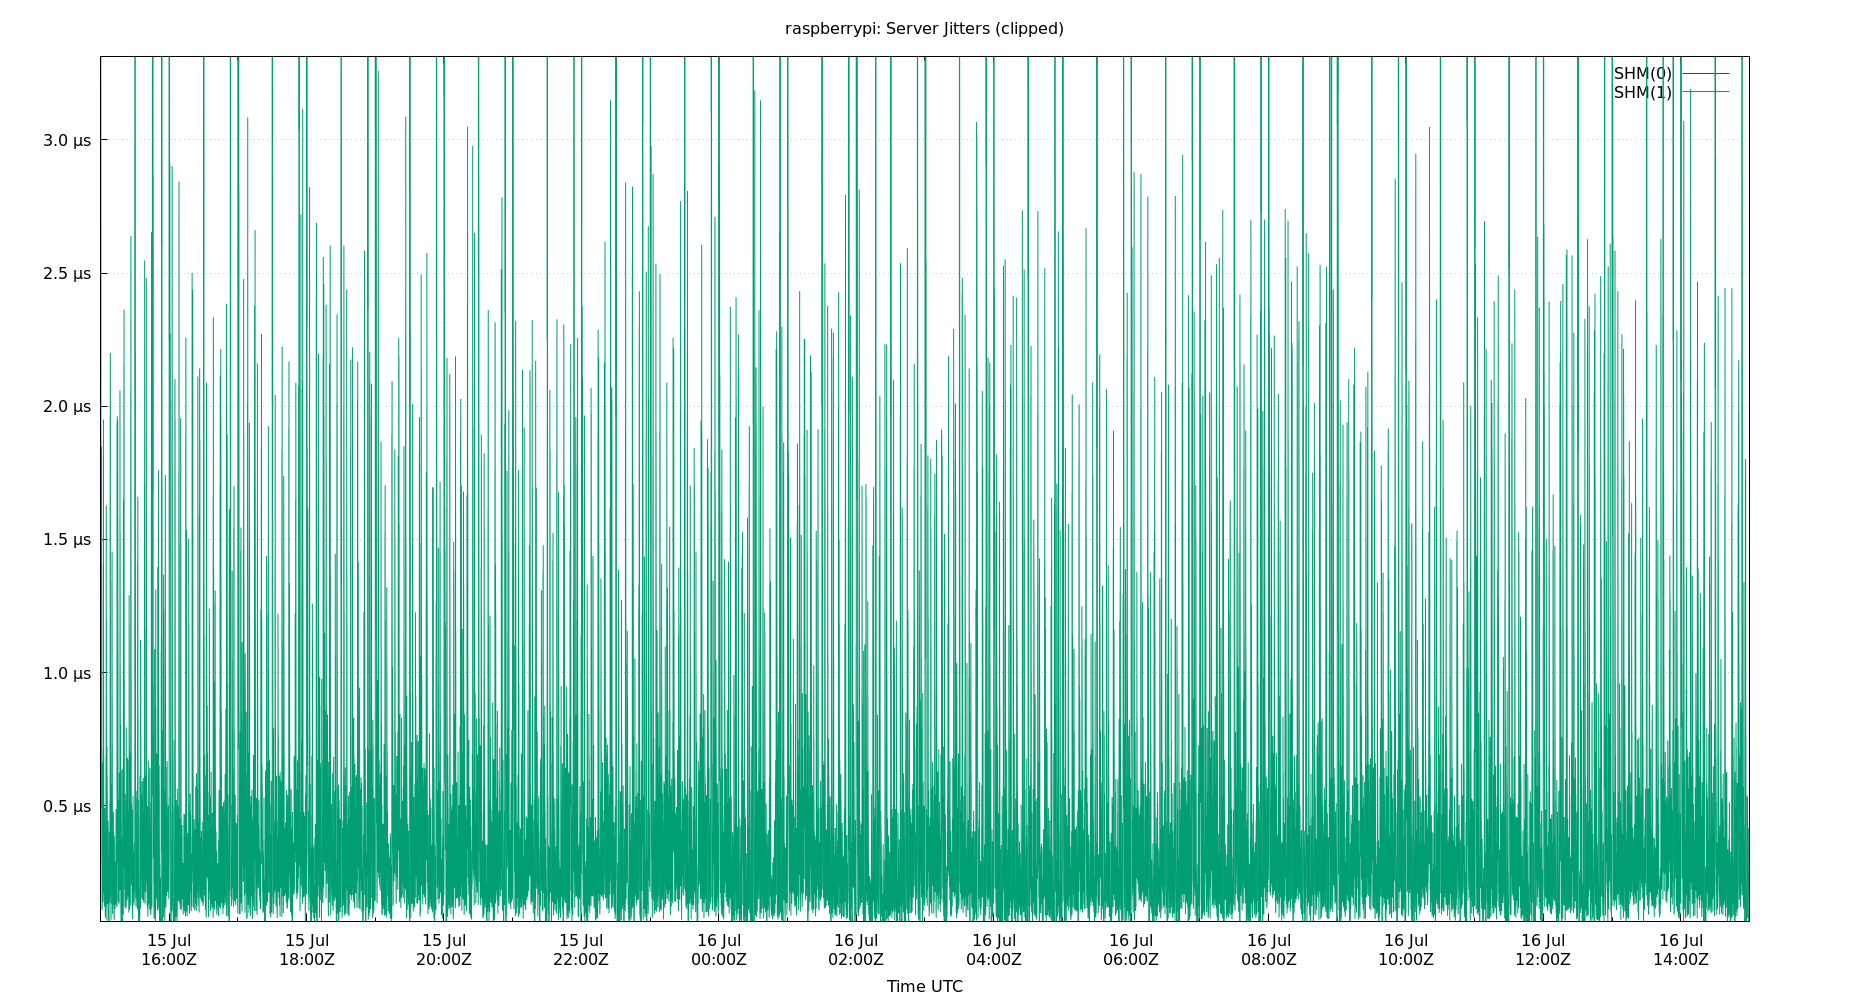 raspberrypi: Server Jitters (clipped)
SHM(0)
SHM(1)
3.0 µs
2.5 µs
2.0 µs
1.5 µs
1.0 µs
0.5 µs
15 Jul 15 Jul 15 Jul 15 Jul 16 Jul 16 Jul 16 Jul 16 Jul 16 Jul 16 Jul 16 Jul 16 Jul
16:00Z 18:00Z 20:00Z 22:00Z 00:00Z 02:00Z 04:00Z 06:00Z 08:00Z 10:00Z 12:00Z 14:00Z
Time UTC